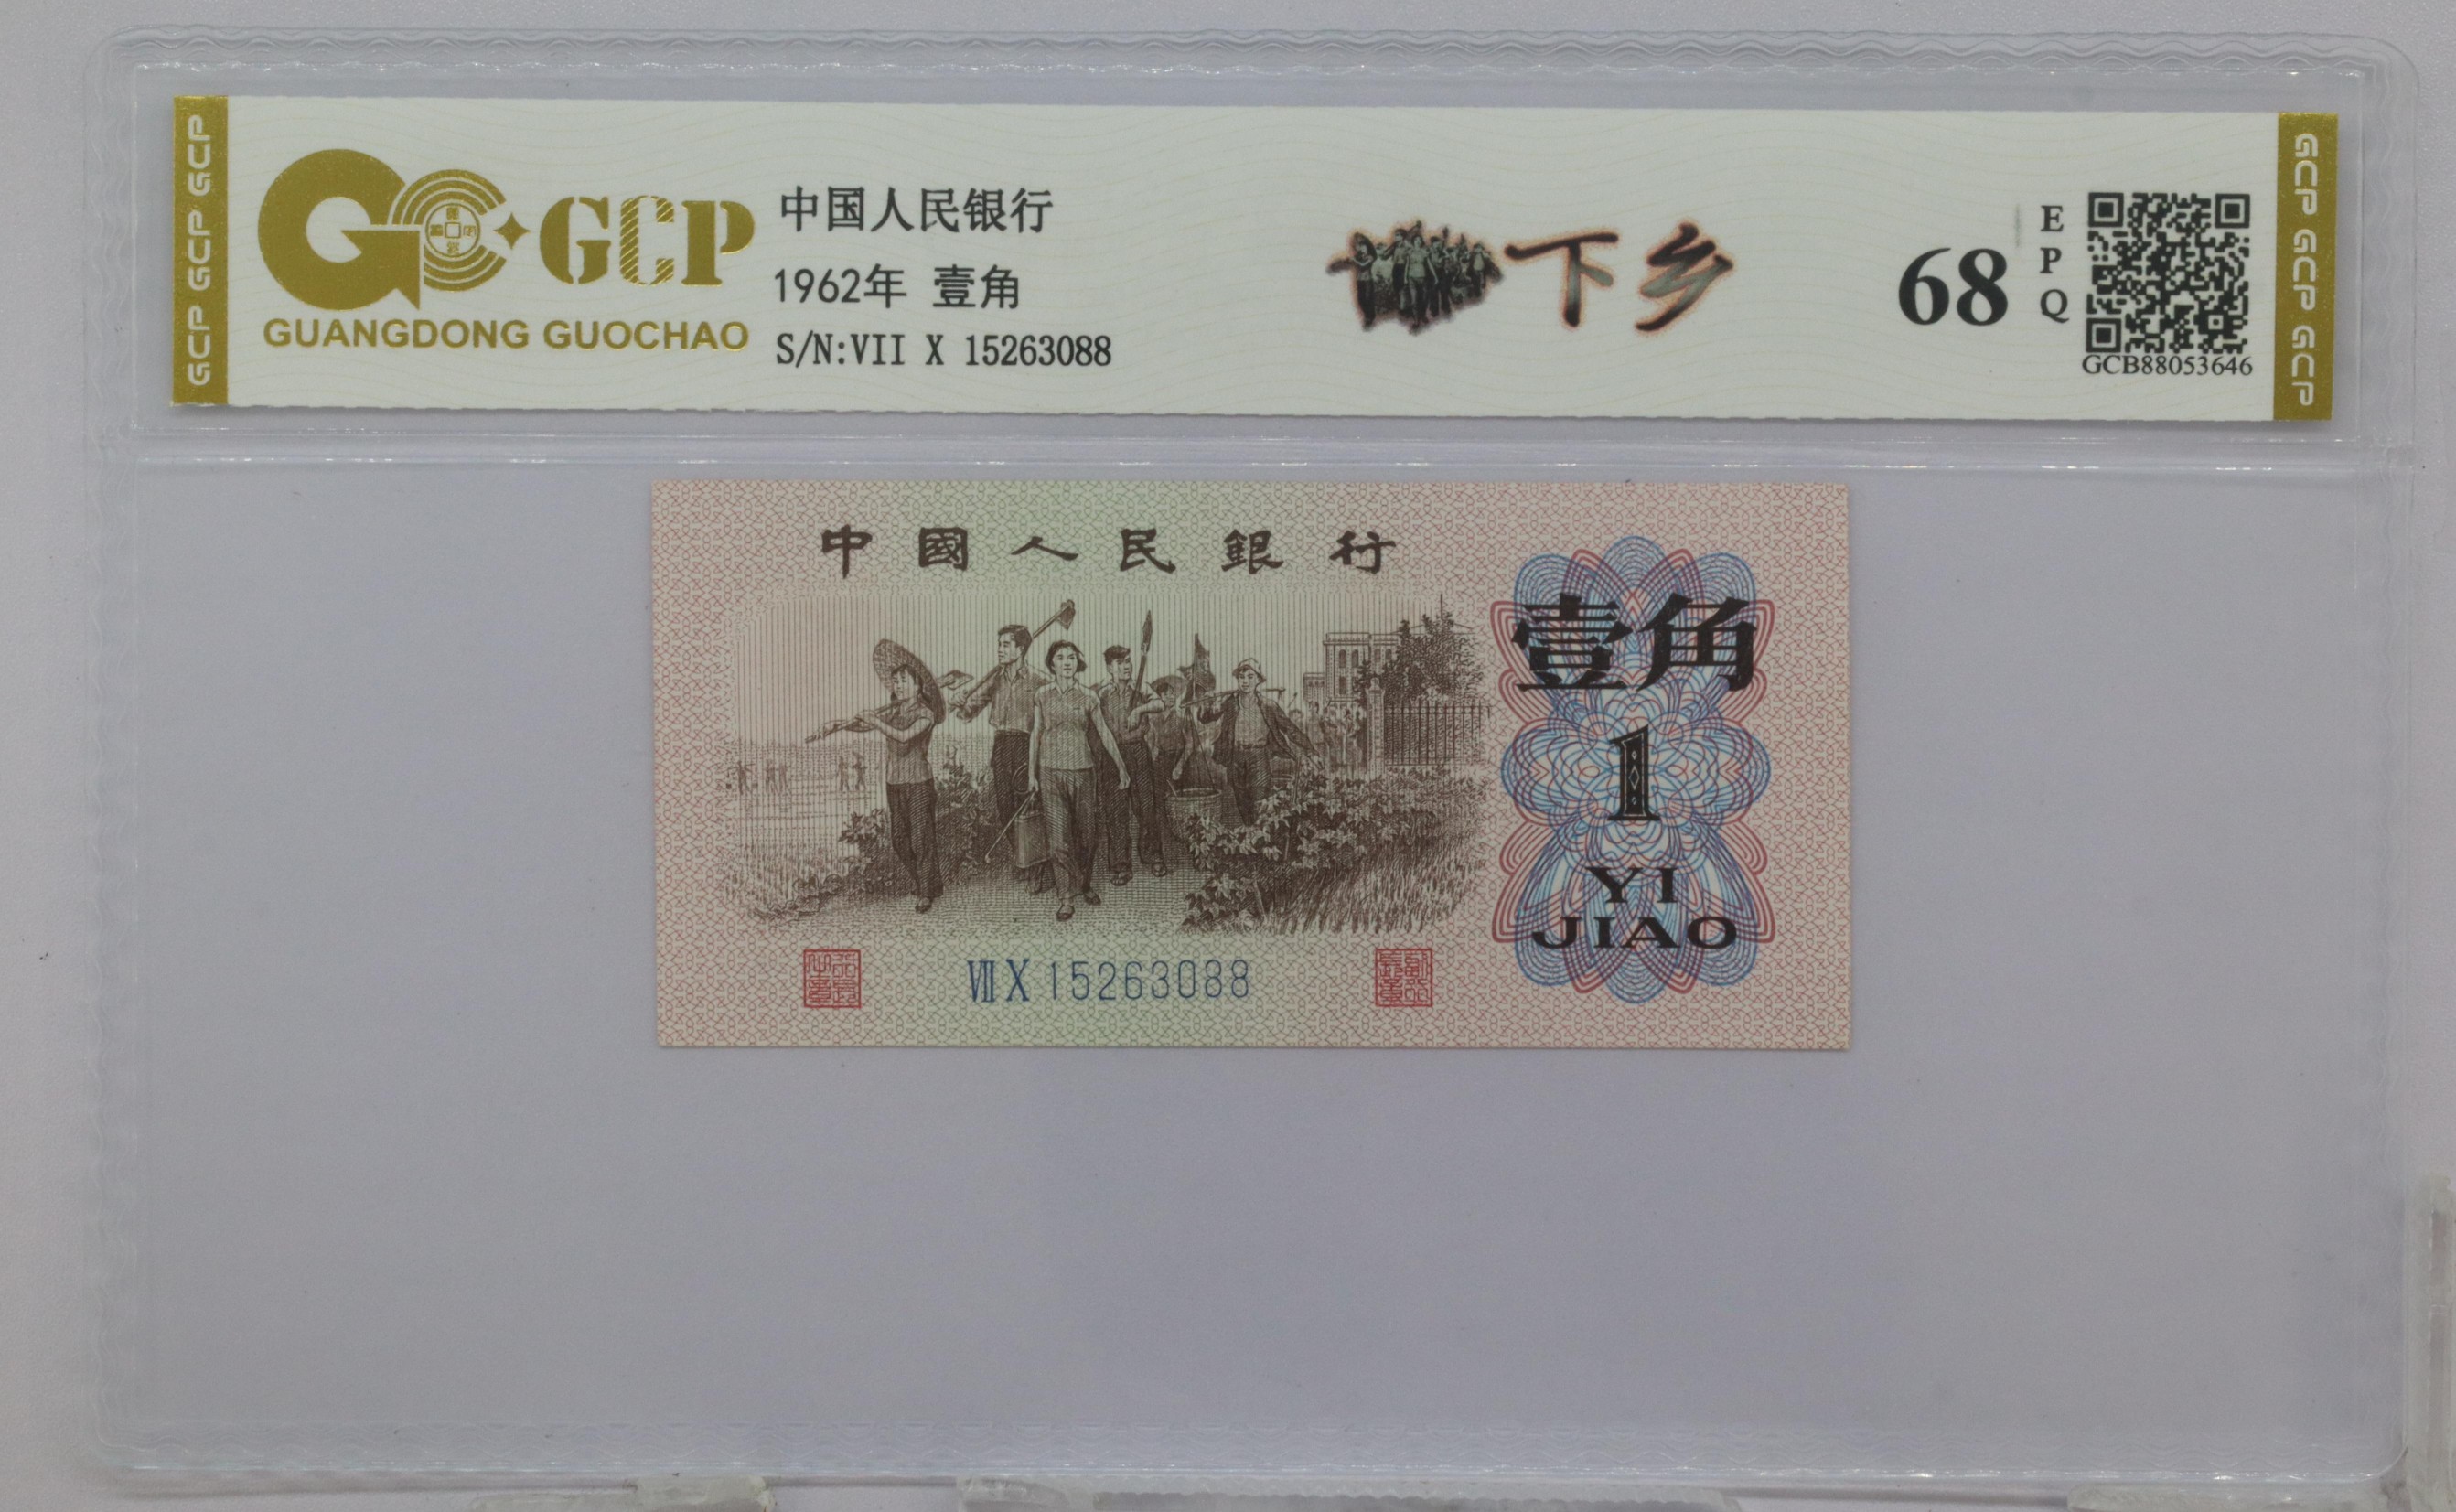 GCP GCP GCP
GCP
GUANGDONG GUOCHAO
中国人民银行
1962年 壹角
S/N:VII X 15263088
下乡
68
EPQ
GCB88053646
GCP GCP GCP
中國人民銀行
壹角
1
YI
JIAO
VII X 15263088